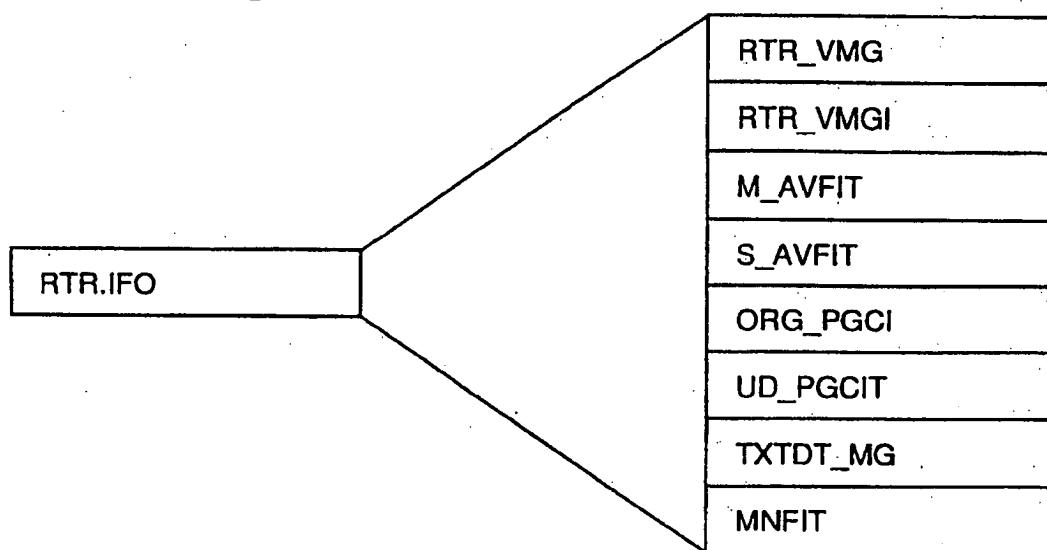 RTR.IFO
RTR_VMG
RTR_VMGI
M_AVFIT
S_AVFIT
ORG_PGCI
UD_PGCIT
TXTDT_MG
MNFIT